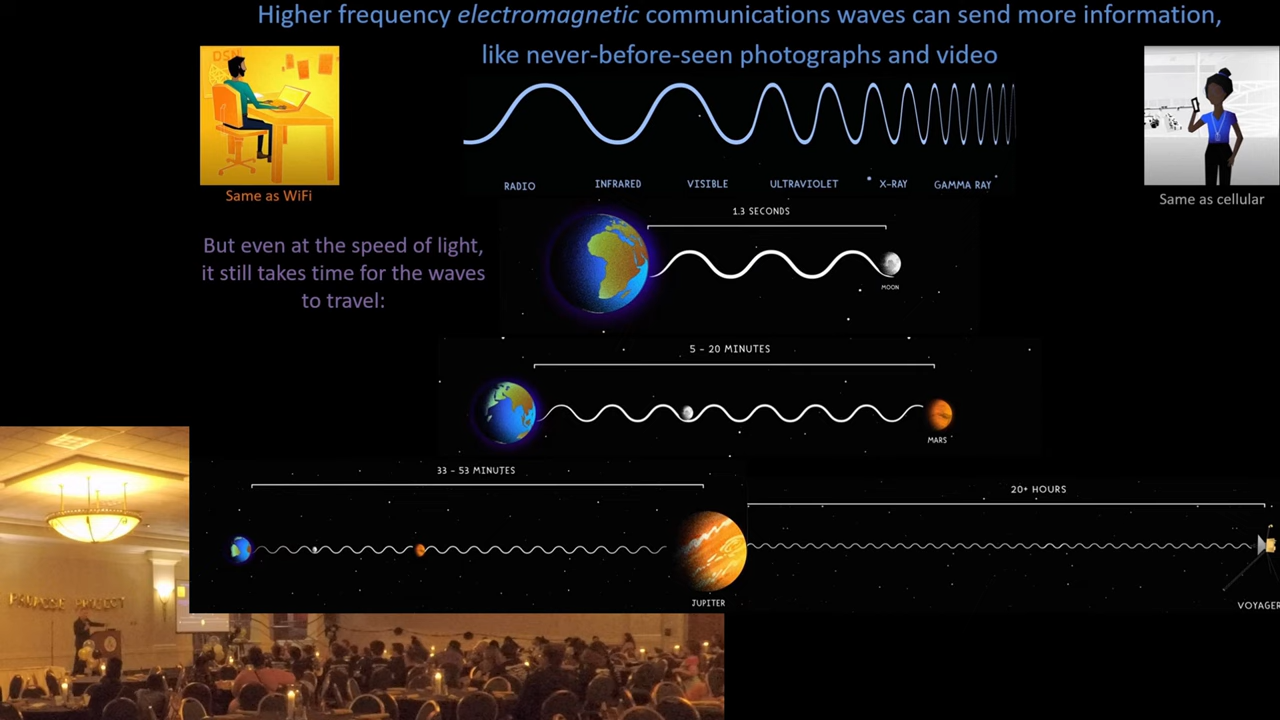 Higher frequency electromagnetic communications waves can send more information,
like never-before-seen photographs and video
DSN
Same as WiFi
RADIO
INFRARED
VISIBLE
ULTRAVIOLET
X-RAY
GAMMA RAY
Same as cellular
1.3 SECONDS
But even at the speed of light,
it still takes time for the waves
to travel:
MOON
5 - 20 MINUTES
MARS
33 - 53 MINUTES
20+ HOURS
JUPITER
VOYAGER
PURPOSE PROJECT